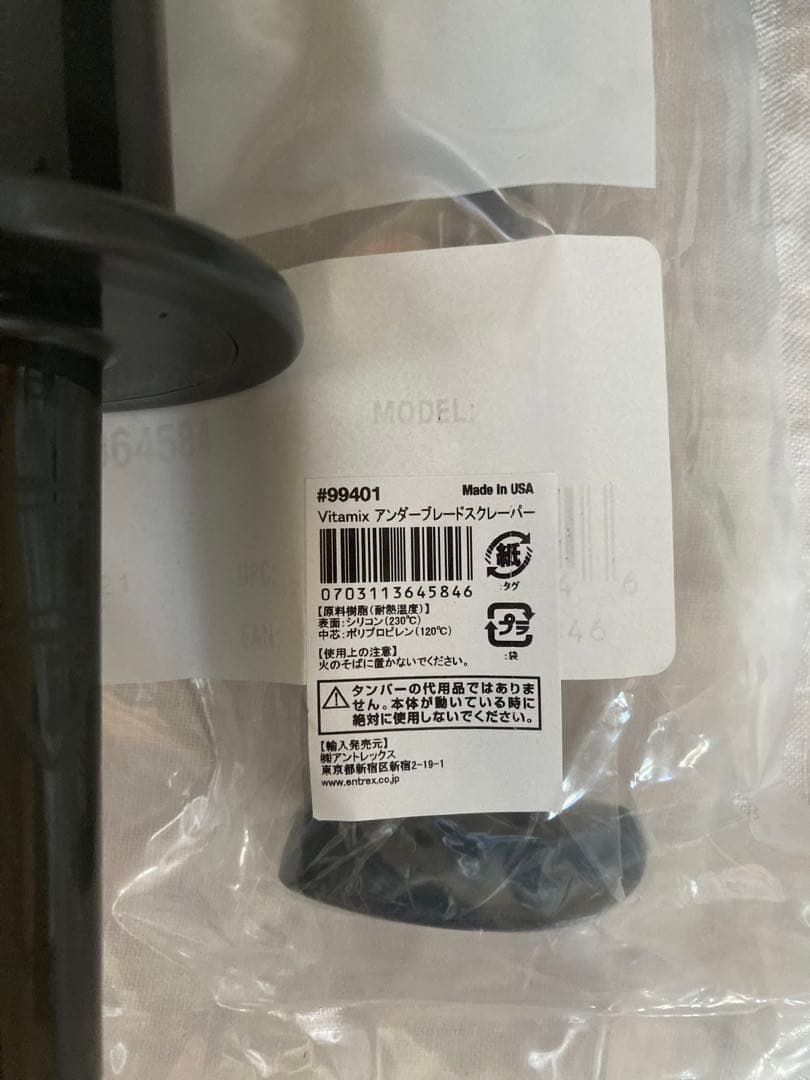 MODEL:
#99401 Made in USA
Vitamix アンダーブレードスクレーパー
0703113645846
紙
:タグ
【原料樹脂(耐熱温度)】
表面:シリコン(230℃)
中芯:ポリプロピレン(120℃)
プラ
:袋
【使用上の注意】
火のそばに置かないでください。
タンパーの代用品ではありま
せん。本体が動いている時に
絶対に使用しないでください。
【輸入発売元】
㈱アントレックス
東京都新宿区新宿2-19-1
www.entrex.co.jp